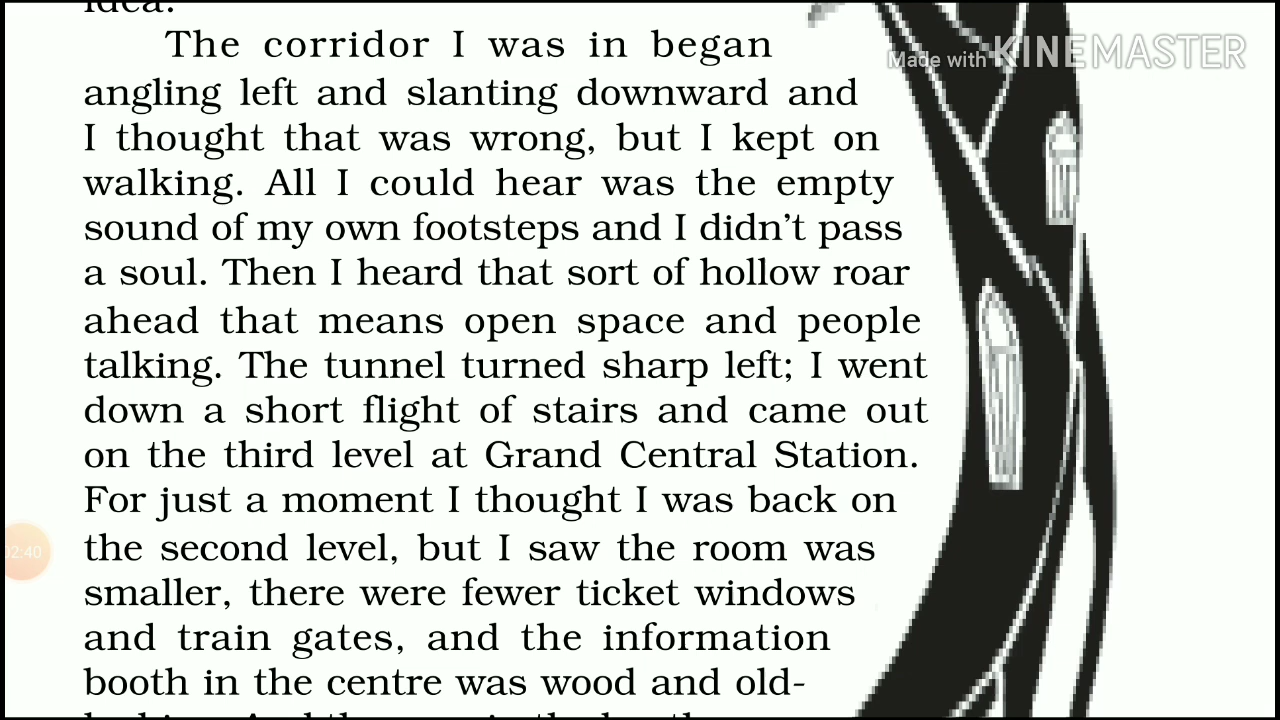 idea.
The corridor I was in began
angling left and slanting downward and
I thought that was wrong, but I kept on
walking. All I could hear was the empty
sound of my own footsteps and I didn't pass
a soul. Then I heard that sort of hollow roar
ahead that means open space and people
talking. The tunnel turned sharp left; I went
down a short flight of stairs and came out
on the third level at Grand Central Station.
For just a moment I thought I was back on
the second level, but I saw the room was
smaller, there were fewer ticket windows
and train gates, and the information
booth in the centre was wood and old-
Made with KINEMASTER
02:40